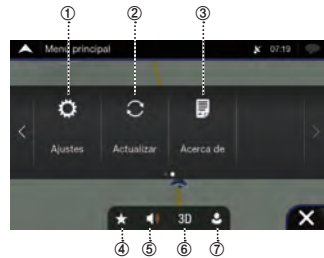 ① ② ③
Menú principal 07:19
Ajustes Actualizar Acerca de
3D
④ ⑤ ⑥ ⑦